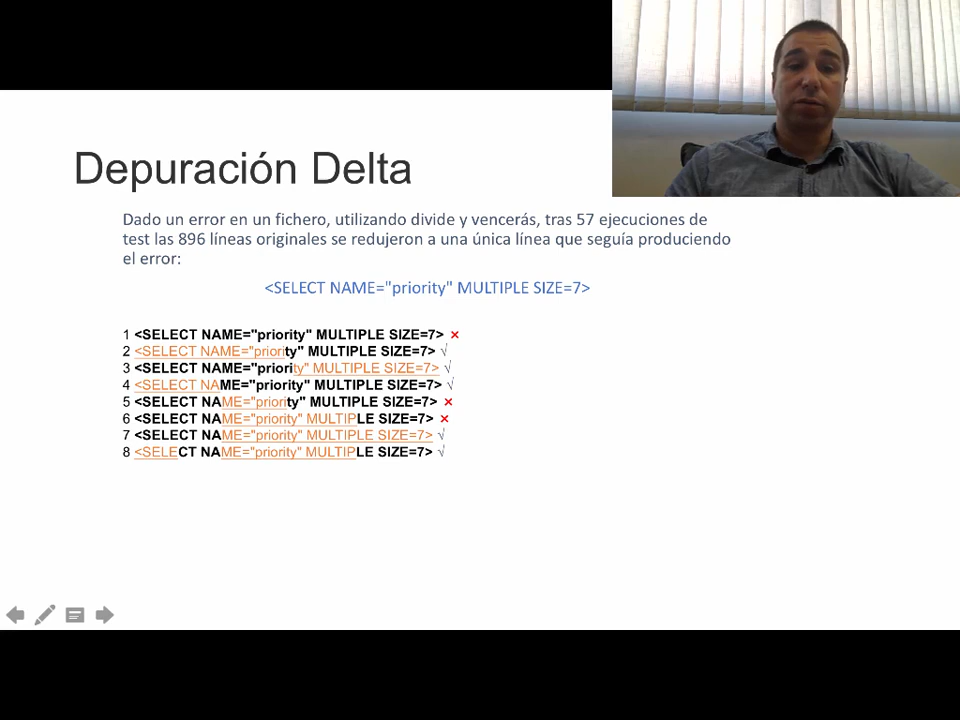 Depuración Delta
Dado un error en un fichero, utilizando divide y vencerás, tras 57 ejecuciones de
test las 896 líneas originales se redujeron a una única línea que seguía produciendo
el error:
<SELECT NAME="priority" MULTIPLE SIZE=7>
1 <SELECT NAME="priority" MULTIPLE SIZE=7> ×
2 <SELECT NAME="priority" MULTIPLE SIZE=7> √
3 <SELECT NAME="priority" MULTIPLE SIZE=7> √
4 <SELECT NAME="priority" MULTIPLE SIZE=7> √
5 <SELECT NAME="priority" MULTIPLE SIZE=7> ×
6 <SELECT NAME="priority" MULTIPLE SIZE=7> ×
7 <SELECT NAME="priority" MULTIPLE SIZE=7> √
8 <SELECT NAME="priority" MULTIPLE SIZE=7> √